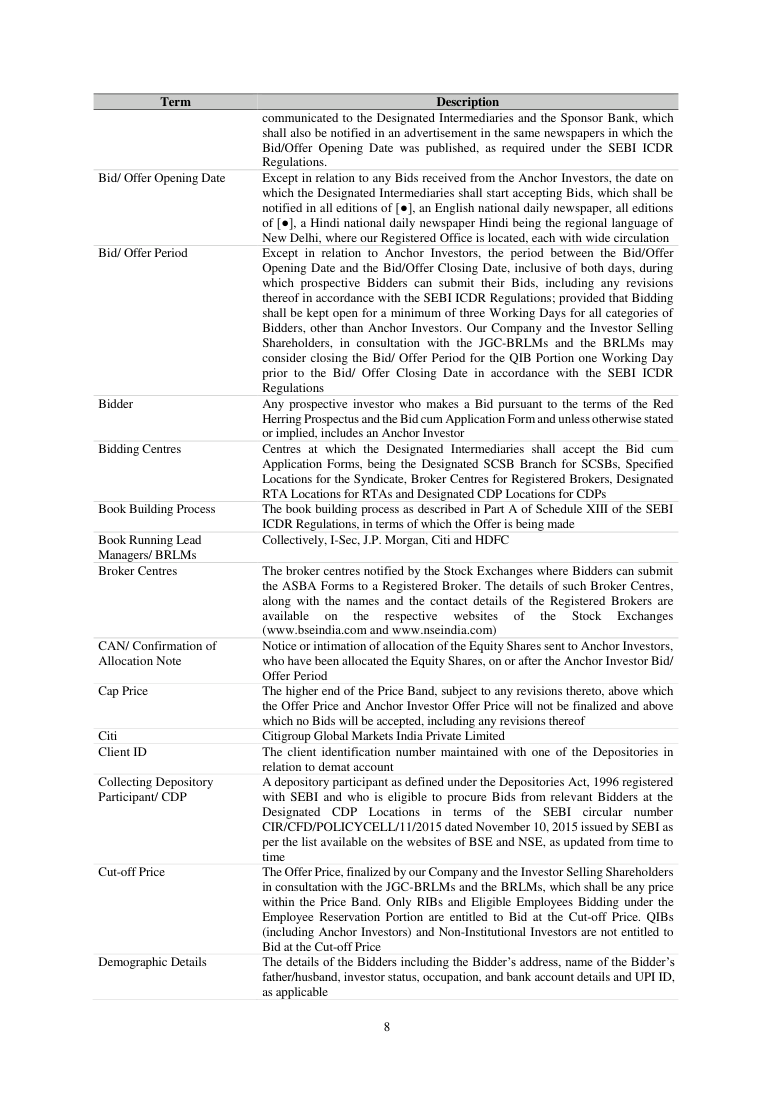 Term Description
communicated to the Designated Intermediaries and the Sponsor Bank, which
shall also be notified in an advertisement in the same newspapers in which the
Bid/Offer Opening Date was published, as required under the SEBI ICDR
Regulations.
Bid/ Offer Opening Date Except in relation to any Bids received from the Anchor Investors, the date on
which the Designated Intermediaries shall start accepting Bids, which shall be
notified in all editions of [●], an English national daily newspaper, all editions
of [●], a Hindi national daily newspaper Hindi being the regional language of
New Delhi, where our Registered Office is located, each with wide circulation
Bid/ Offer Period Except in relation to Anchor Investors, the period between the Bid/Offer
Opening Date and the Bid/Offer Closing Date, inclusive of both days, during
which prospective Bidders can submit their Bids, including any revisions
thereof in accordance with the SEBI ICDR Regulations; provided that Bidding
shall be kept open for a minimum of three Working Days for all categories of
Bidders, other than Anchor Investors. Our Company and the Investor Selling
Shareholders, in consultation with the JGC-BRLMs and the BRLMs may
consider closing the Bid/ Offer Period for the QIB Portion one Working Day
prior to the Bid/ Offer Closing Date in accordance with the SEBI ICDR
Regulations
Bidder Any prospective investor who makes a Bid pursuant to the terms of the Red
Herring Prospectus and the Bid cum Application Form and unless otherwise stated
or implied, includes an Anchor Investor
Bidding Centres Centres at which the Designated Intermediaries shall accept the Bid cum
Application Forms, being the Designated SCSB Branch for SCSBs, Specified
Locations for the Syndicate, Broker Centres for Registered Brokers, Designated
RTA Locations for RTAs and Designated CDP Locations for CDPs
Book Building Process The book building process as described in Part A of Schedule XIII of the SEBI
ICDR Regulations, in terms of which the Offer is being made
Book Running Lead Collectively, I-Sec, J.P. Morgan, Citi and HDFC
Managers/ BRLMs
Broker Centres The broker centres notified by the Stock Exchanges where Bidders can submit
the ASBA Forms to a Registered Broker. The details of such Broker Centres,
along with the names and the contact details of the Registered Brokers are
available on the respective websites of the Stock Exchanges
(www.bseindia.com and www.nseindia.com)
CAN/ Confirmation of Notice or intimation of allocation of the Equity Shares sent to Anchor Investors,
Allocation Note who have been allocated the Equity Shares, on or after the Anchor Investor Bid/
Offer Period
Cap Price The higher end of the Price Band, subject to any revisions thereto, above which
the Offer Price and Anchor Investor Offer Price will not be finalized and above
which no Bids will be accepted, including any revisions thereof
Citi Citigroup Global Markets India Private Limited
Client ID The client identification number maintained with one of the Depositories in
relation to demat account
Collecting Depository A depository participant as defined under the Depositories Act, 1996 registered
Participant/ CDP with SEBI and who is eligible to procure Bids from relevant Bidders at the
Designated CDP Locations in terms of the SEBI circular number
CIR/CFD/POLICYCELL/11/2015 dated November 10, 2015 issued by SEBI as
per the list available on the websites of BSE and NSE, as updated from time to
time
Cut-off Price The Offer Price, finalized by our Company and the Investor Selling Shareholders
in consultation with the JGC-BRLMs and the BRLMs, which shall be any price
within the Price Band. Only RIBs and Eligible Employees Bidding under the
Employee Reservation Portion are entitled to Bid at the Cut-off Price. QIBs
(including Anchor Investors) and Non-Institutional Investors are not entitled to
Bid at the Cut-off Price
Demographic Details The details of the Bidders including the Bidder's address, name of the Bidder's
father/husband, investor status, occupation, and bank account details and UPI ID,
as applicable
8